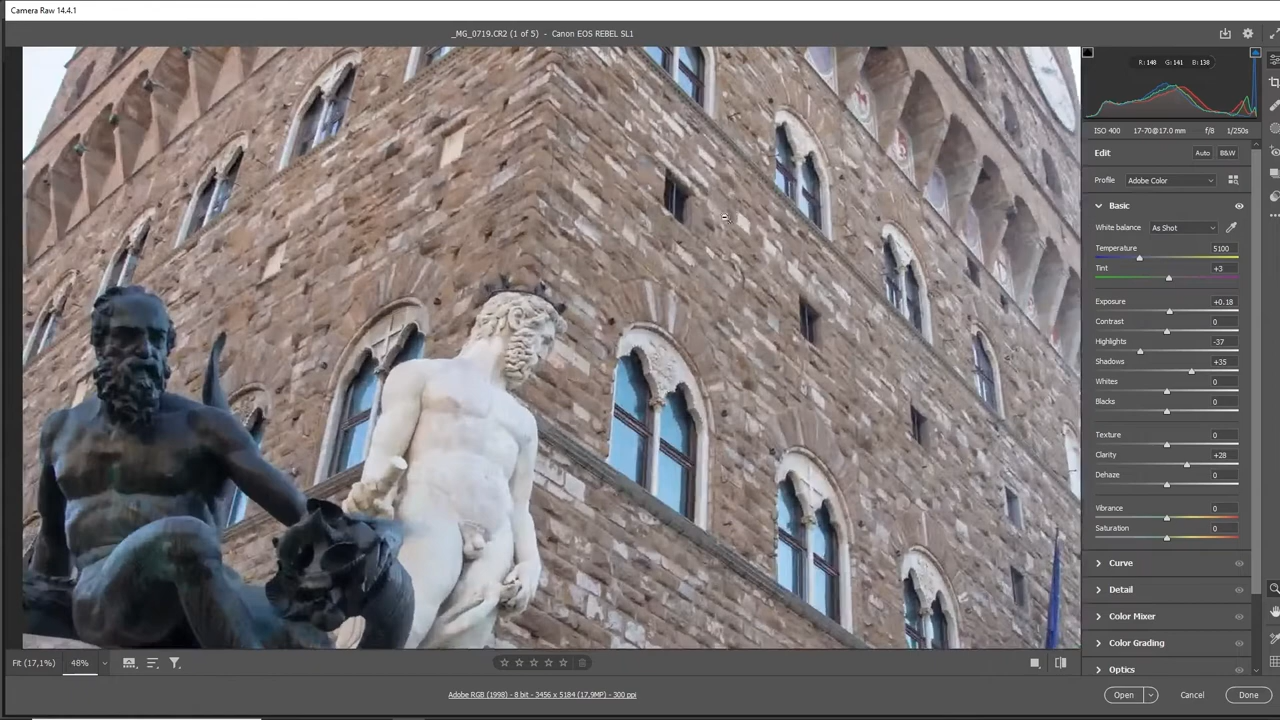 Camera Raw 14.4.1
_MG_0719.CR2 (1 of 5) - Canon EOS REBEL SL1
R: 148 G: 141 B: 138
ISO 400 17-70@17.0 mm f/8 1/250s
Edit Auto B&W
Profile Adobe Color
Basic
White balance As Shot
Temperature 5100
Tint +3
Exposure +0.18
Contrast 0
Highlights -37
Shadows +35
Whites 0
Blacks 0
Texture 0
Clarity +28
Dehaze 0
Vibrance 0
Saturation 0
Curve
Detail
Color Mixer
Color Grading
Optics
Fit (17,1%) 48%
Adobe RGB (1998) - 8 bit - 3456 x 5184 (17,9MP) - 300 ppi
Open Cancel Done